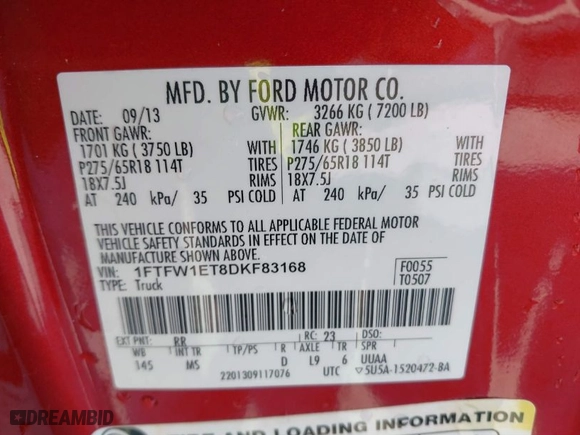 MFD. BY FORD MOTOR CO.
DATE: 09/13 GVWR: 3266 KG ( 7200 LB)
FRONT GAWR: REAR GAWR:
1701 KG ( 3750 LB) WITH 1746 KG ( 3850 LB) WITH
P275/65R18 114T TIRES P275/65R18 114T TIRES
18X7.5J RIMS 18X7.5J RIMS
AT 240 kPa/ 35 PSI COLD AT 240 kPa/ 35 PSI COLD
THIS VEHICLE CONFORMS TO ALL APPLICABLE FEDERAL MOTOR
VEHICLE SAFETY STANDARDS IN EFFECT ON THE DATE OF
MANUFACTURE SHOWN ABOVE.
VIN: 1FTFW1ET8DKF83168 F0055
TYPE: Truck T0507
EXT PNT: RR RC: 23 DSO:
WB INT TR TP/PS R AXLE TR SPR
145 MS D L9 6 UUAA
2201309117076 UTC 5U5A-1520472-BA
AND LOADING INFORMATION
DREAMBID